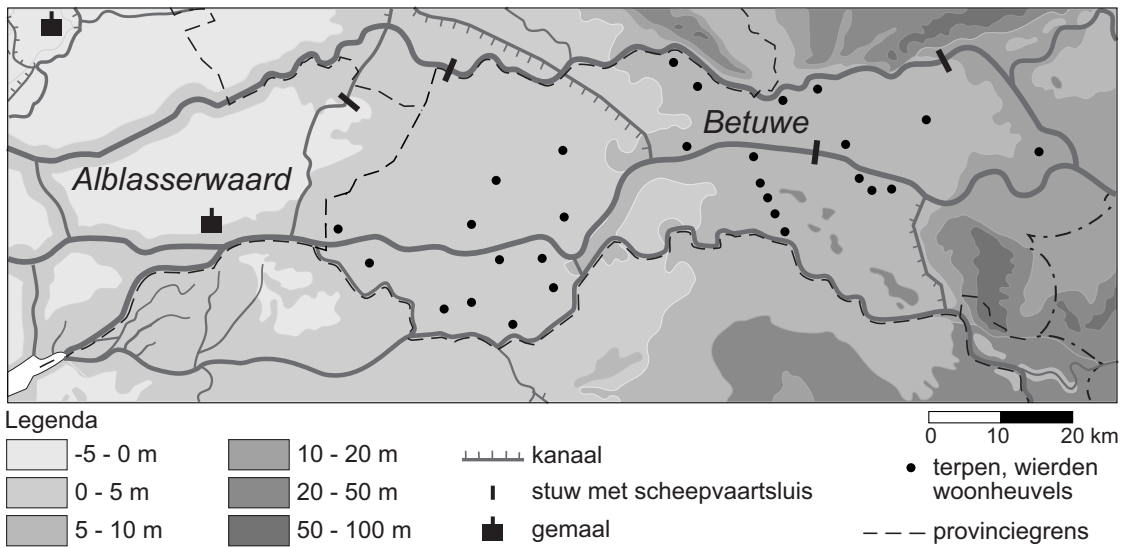 Betuwe
Alblasserwaard
Legenda
-5 - 0 m
0 - 5 m
5 - 10 m
10 - 20 m
20 - 50 m
50 - 100 m
kanaal
stuw met scheepvaartsluis
gemaal
0 10 20 km
terpen, wierden
woonheuvels
provinciegrens